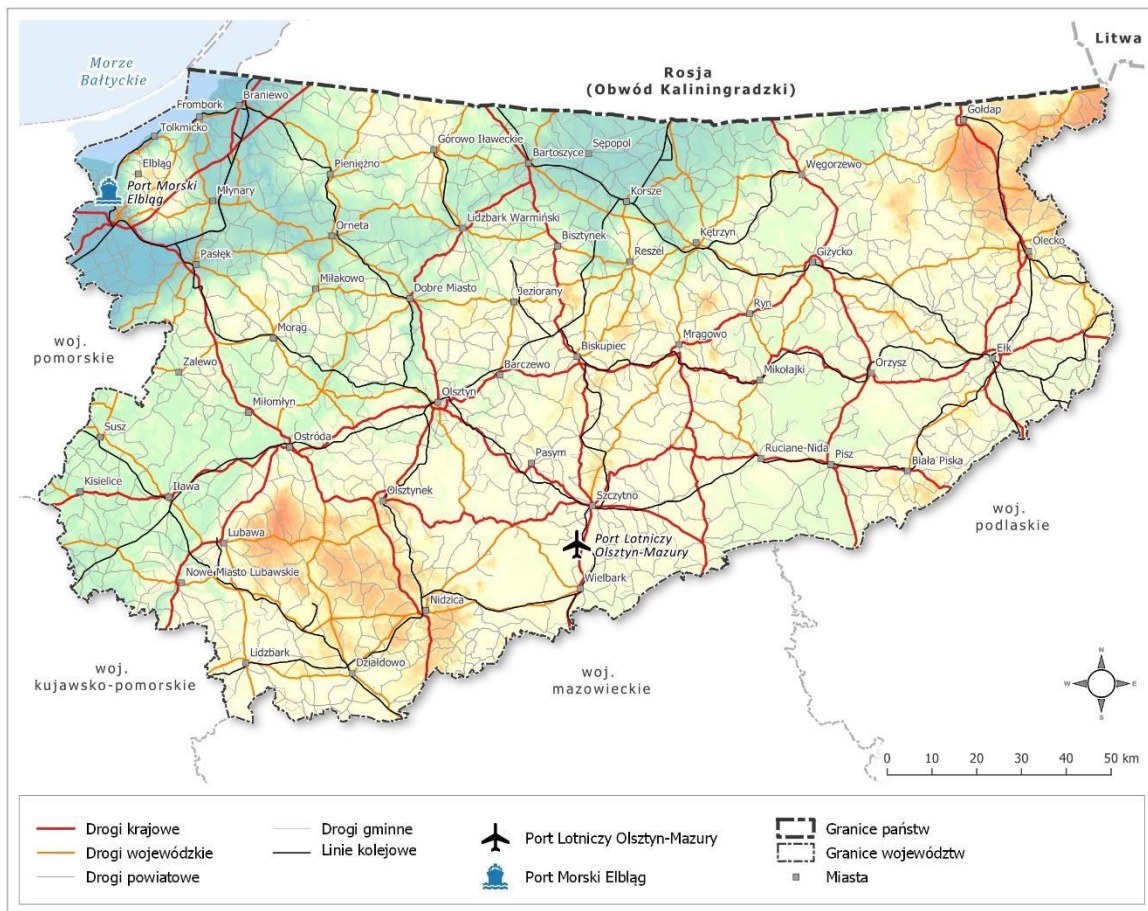 Morze
Bałtyckie
Litwa
Rosja
(Obwód Kaliningradzki)
Braniewo
Frombork
Gołdap
Tolkmicko
Górowo Iławeckie
Sępopol
Bartoszyce
Elbląg
Pieniężno
Węgorzewo
Port Morski
Elbląg
Młynary
Korsze
Lidzbark Warmiński
Orneta
Kętrzyn
Bisztynek
Olecko
Pasłęk
Reszel
Giżycko
Miłakowo
Dobre Miasto
Jeziorany
Ryn
Morąg
Mrągowo
woj.
pomorskie
Biskupiec
Ełk
Zalewo
Barczewo
Mikołajki
Orzysz
Olsztyn
Miłomłyn
Susz
Ostróda
Pasym
Ruciane-Nida
Pisz
Biała Piska
Kisielice
Iława
Olsztynek
Szczytno
woj.
podlaskie
Lubawa
Port Lotniczy
Olsztyn-Mazury
Nowe Miasto Lubawskie
Wielbark
Nidzica
Lidzbark
Działdowo
woj.
kujawsko-pomorskie
woj.
mazowieckie
N
W
E
S
0 10 20 30 40 50 km
Drogi krajowe
Drogi wojewódzkie
Drogi powiatowe
Drogi gminne
Linie kolejowe
Port Lotniczy Olsztyn-Mazury
Port Morski Elbląg
Granice państw
Granice województw
Miasta